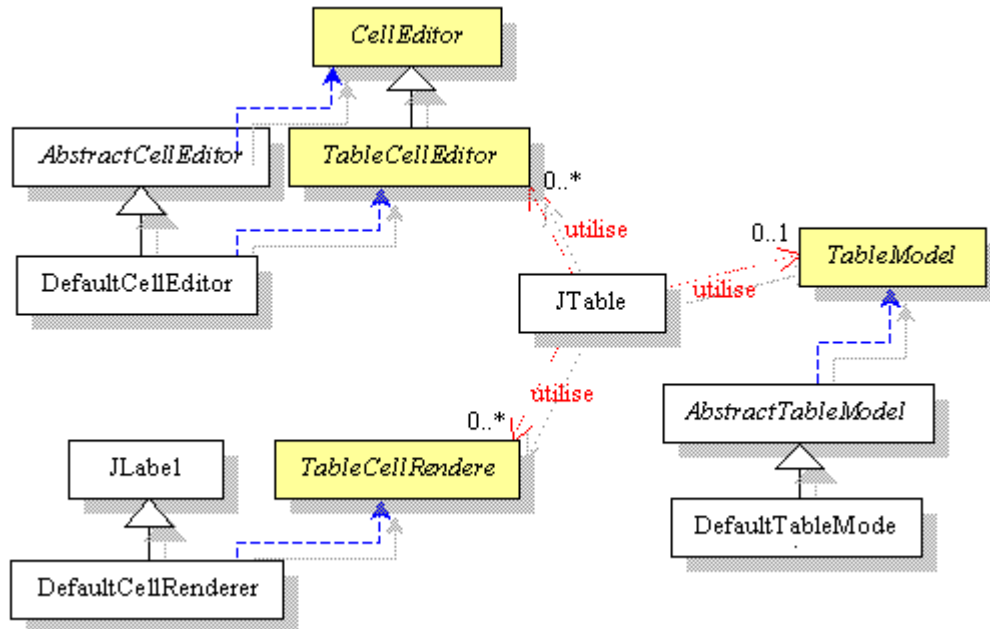 CellEditor
AbstractCellEditor
TableCellEditor
0..*
utilise
0..1
TableModel
DefaultCellEditor
JTable
utilise
utilise
AbstractTableModel
0..*
JLabel
TableCellRendere
DefaultTableMode
DefaultCellRenderer